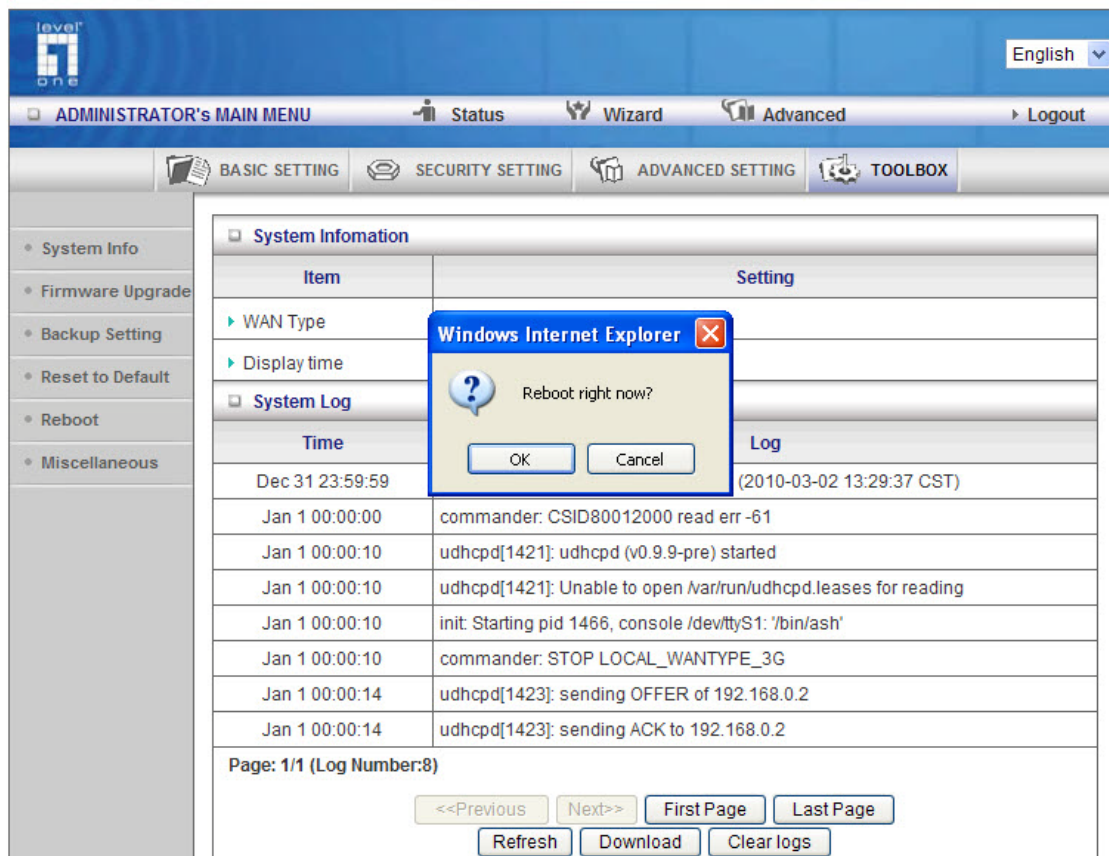 level
one
English
ADMINISTRATOR's MAIN MENU Status Wizard Advanced Logout
BASIC SETTING SECURITY SETTING ADVANCED SETTING TOOLBOX
System Info
Firmware Upgrade
Backup Setting
Reset to Default
Reboot
Miscellaneous
System Infomation
Item Setting
WAN Type
Display time
Windows Internet Explorer
Reboot right now?
OK Cancel
System Log
Time Log
Dec 31 23:59:59 (2010-03-02 13:29:37 CST)
Jan 1 00:00:00 commander: CSID80012000 read err -61
Jan 1 00:00:10 udhcpd[1421]: udhcpd (v0.9.9-pre) started
Jan 1 00:00:10 udhcpd[1421]: Unable to open /var/run/udhcpd.leases for reading
Jan 1 00:00:10 init: Starting pid 1466, console /dev/ttyS1: '/bin/ash'
Jan 1 00:00:10 commander: STOP LOCAL_WANTYPE_3G
Jan 1 00:00:14 udhcpd[1423]: sending OFFER of 192.168.0.2
Jan 1 00:00:14 udhcpd[1423]: sending ACK to 192.168.0.2
Page: 1/1 (Log Number:8)
<<Previous Next>> First Page Last Page
Refresh Download Clear logs